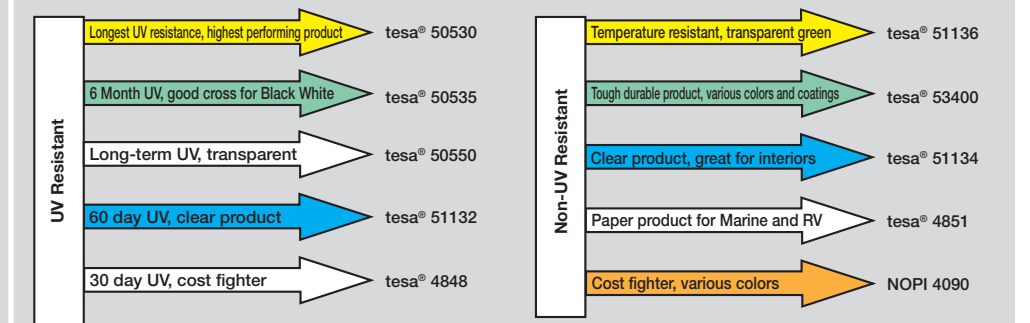 UV Resistant
Longest UV resistance, highest performing product
tesa® 50530
6 Month UV, good cross for Black White
tesa® 50535
Long-term UV, transparent
tesa® 50550
60 day UV, clear product
tesa® 51132
30 day UV, cost fighter
tesa® 4848
Non-UV Resistant
Temperature resistant, transparent green
tesa® 51136
Tough durable product, various colors and coatings
tesa® 53400
Clear product, great for interiors
tesa® 51134
Paper product for Marine and RV
tesa® 4851
Cost fighter, various colors
NOPI 4090